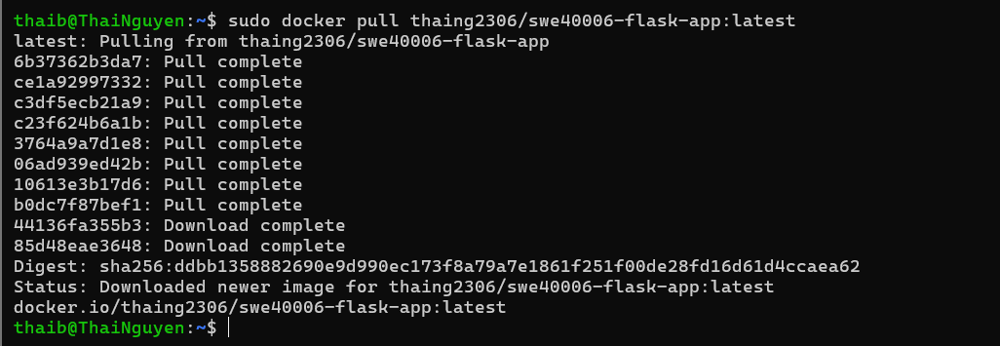 thaib@ThaiNguyen:~$ sudo docker pull thaing2306/swe40006-flask-app:latest
latest: Pulling from thaing2306/swe40006-flask-app
6b37362b3da7: Pull complete
ce1a92997332: Pull complete
c3df5ecb21a9: Pull complete
c23f624b6a1b: Pull complete
3764a9a7d1e8: Pull complete
06ad939ed42b: Pull complete
10613e3b17d6: Pull complete
b0dc7f87bef1: Pull complete
44136fa355b3: Download complete
85d48eae3648: Download complete
Digest: sha256:ddbb1358882690e9d990ec173f8a79a7e1861f251f00de28fd16d61d4ccaea62
Status: Downloaded newer image for thaing2306/swe40006-flask-app:latest
docker.io/thaing2306/swe40006-flask-app:latest
thaib@ThaiNguyen:~$